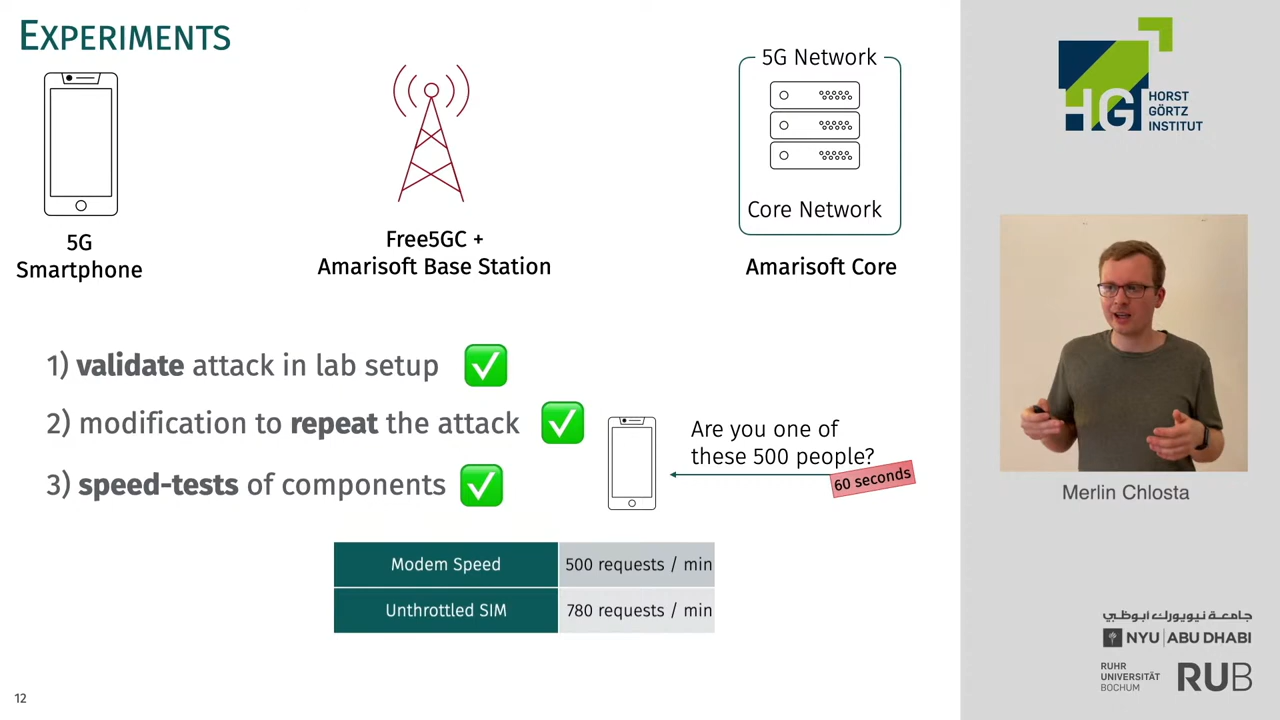 EXPERIMENTS
5G
Smartphone
Free5GC +
Amarisoft Base Station
5G Network
Core Network
Amarisoft Core
1) validate attack in lab setup
2) modification to repeat the attack
3) speed-tests of components
Are you one of
these 500 people?
60 seconds
Modem Speed 500 requests / min
Unthrottled SIM 780 requests / min
12
HGI
HORST
GÖRTZ
INSTITUT
Merlin Chlosta
جامعة نيويورك أبوظبي
NYU | ABU DHABI
RUHR
UNIVERSITÄT
BOCHUM
RUB